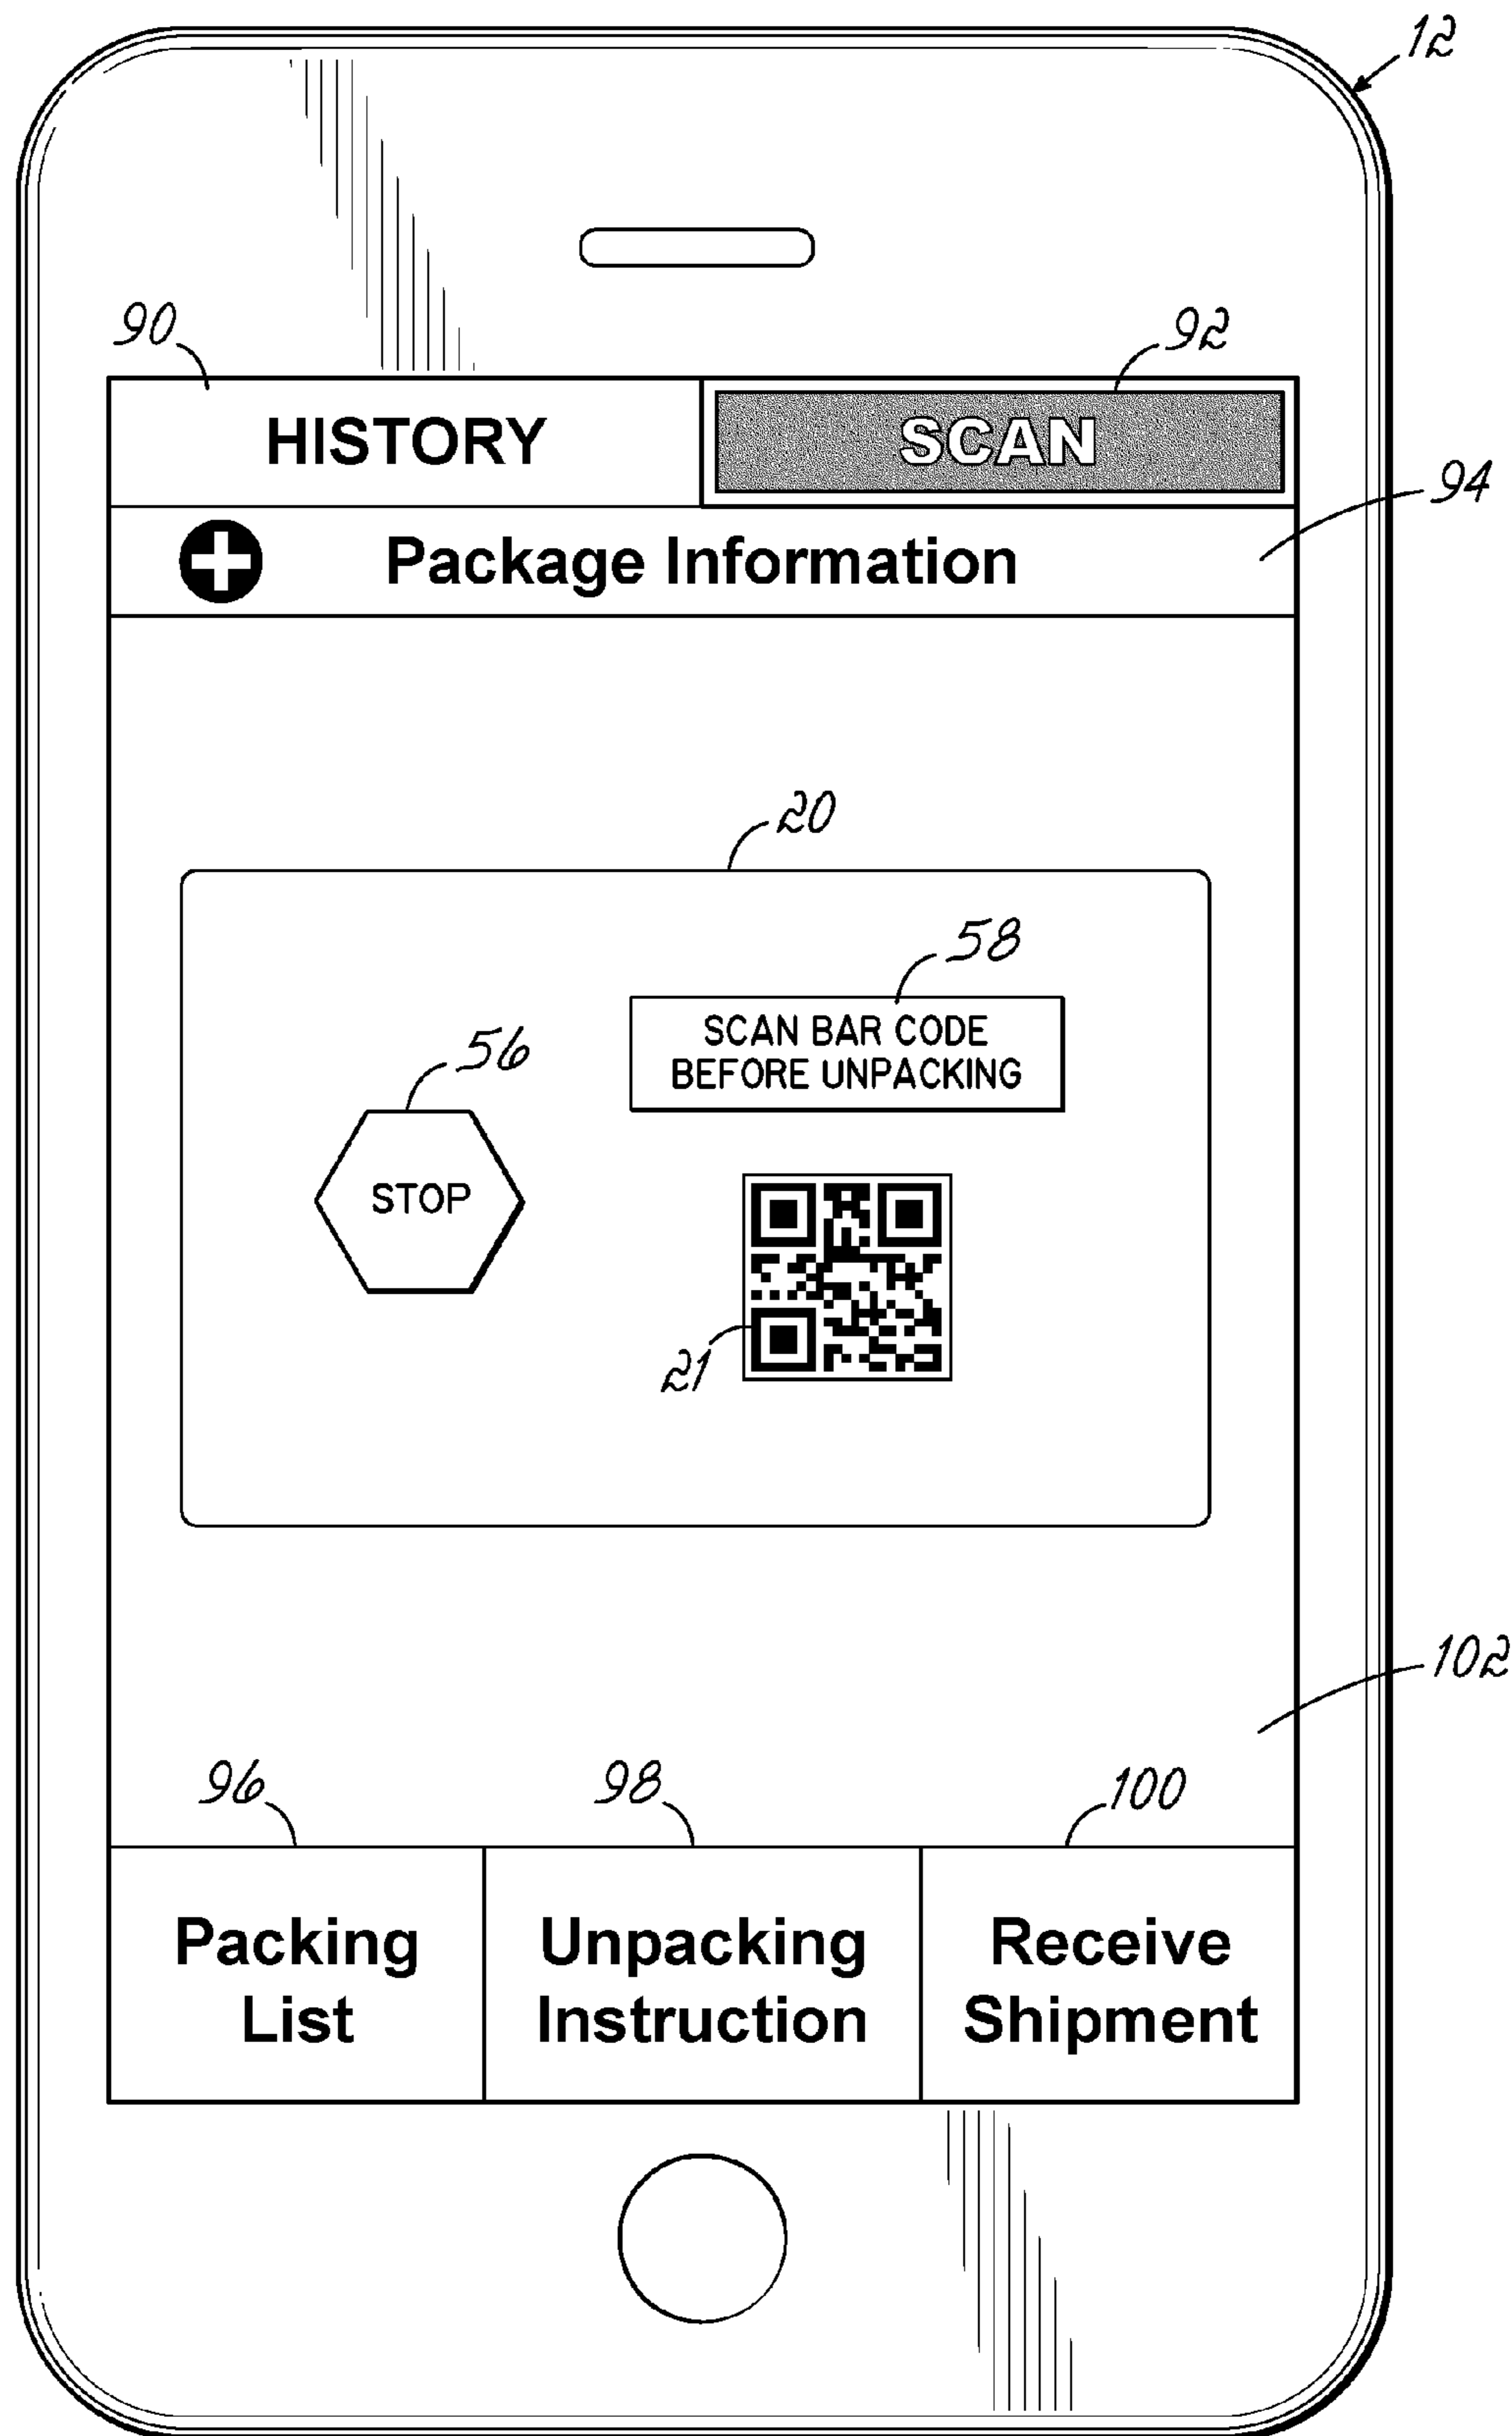 12
90
92
HISTORY
SCAN
94
Package Information
20
58
SCAN BAR CODE
BEFORE UNPACKING
56
STOP
21
102
96
98
100
Packing
List
Unpacking
Instruction
Receive
Shipment